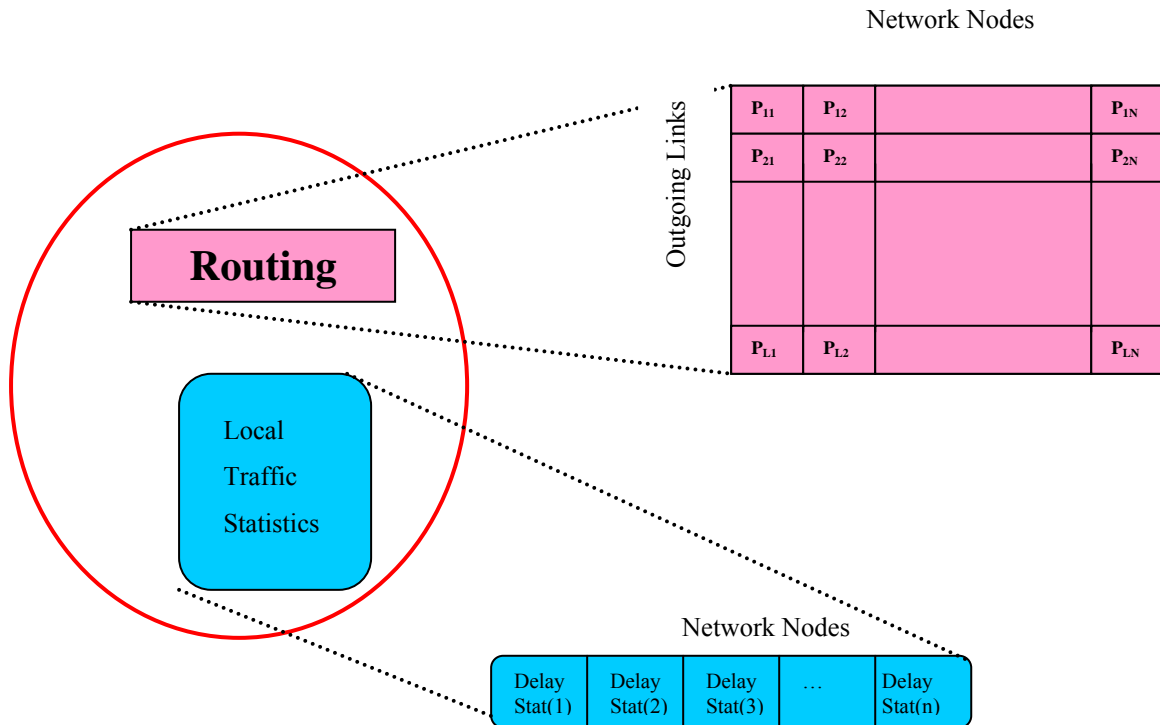 Network Nodes
Outgoing Links
P₁₁ P₁₂ P₁N
P₂₁ P₂₂ P₂N
PL₁ PL₂ PLN
Routing
Local
Traffic
Statistics
Network Nodes
Delay Delay Delay … Delay
Stat(1) Stat(2) Stat(3) Stat(n)